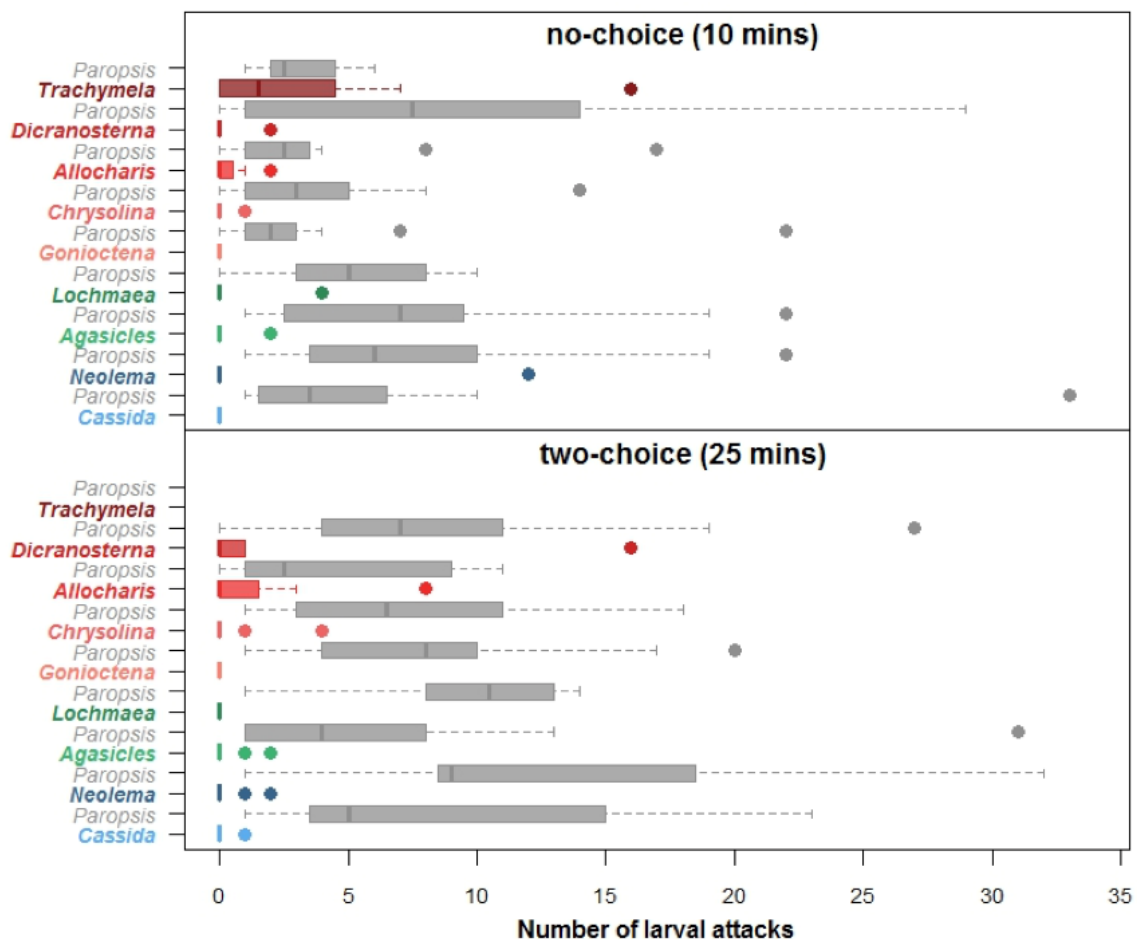 no-choice (10 mins)
Paropsis
Trachymela
Paropsis
Dicranosterna
Paropsis
Allocharis
Paropsis
Chrysolina
Paropsis
Gonioctena
Paropsis
Lochmaea
Paropsis
Agasicles
Paropsis
Neolema
Paropsis
Cassida
two-choice (25 mins)
Paropsis
Trachymela
Paropsis
Dicranosterna
Paropsis
Allocharis
Paropsis
Chrysolina
Paropsis
Gonioctena
Paropsis
Lochmaea
Paropsis
Agasicles
Paropsis
Neolema
Paropsis
Cassida
0 5 10 15 20 25 30 35
Number of larval attacks